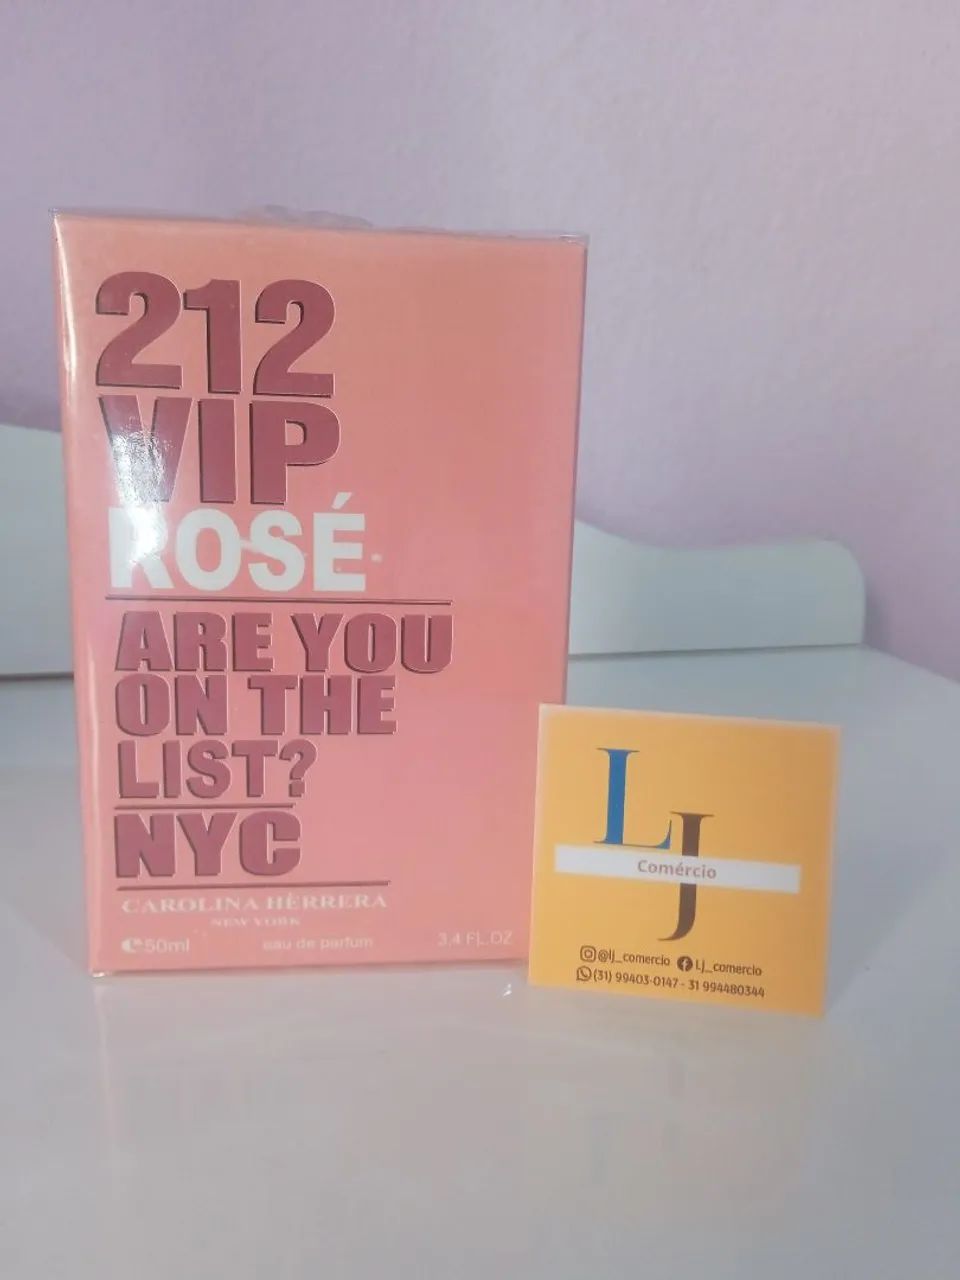 212
VIP
ROSÉ
ARE YOU
ON THE
LIST?
NYC
CAROLINA HERRERA
NEW YORK
℮50ml eau de parfum 3.4 FL.OZ
LJ
Comércio
@lj_comercio Lj_comercio
(31) 99403-0147 - 31 994480344